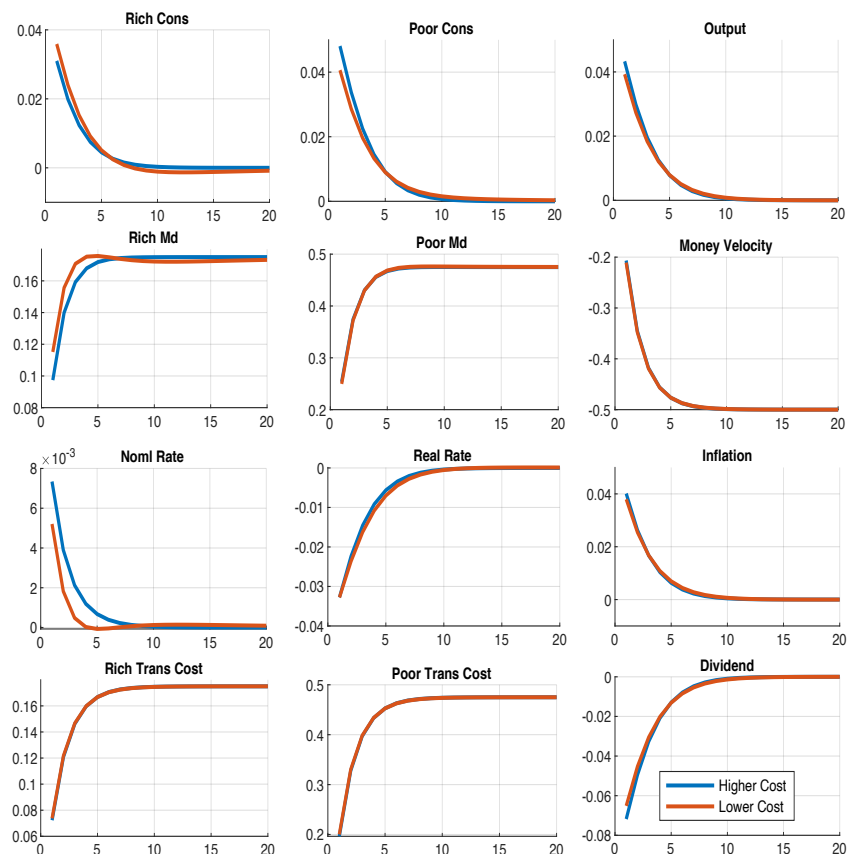 Rich Cons
0.04
0.02
0
0 5 10 15 20
Poor Cons
0.04
0.02
0
0 5 10 15 20
Output
0.04
0.02
0
0 5 10 15 20
Rich Md
0.16
0.14
0.12
0.1
0.08
0 5 10 15 20
Poor Md
0.5
0.4
0.3
0.2
0 5 10 15 20
Money Velocity
-0.2
-0.3
-0.4
-0.5
0 5 10 15 20
Noml Rate
×10⁻³
8
6
4
2
0
0 5 10 15 20
Real Rate
0
-0.01
-0.02
-0.03
-0.04
0 5 10 15 20
Inflation
0.04
0.02
0
0 5 10 15 20
Rich Trans Cost
0.16
0.14
0.12
0.1
0.08
0.06
0 5 10 15 20
Poor Trans Cost
0.5
0.4
0.3
0.2
0 5 10 15 20
Dividend
0
-0.02
-0.04
-0.06
-0.08
0 5 10 15 20
Higher Cost
Lower Cost